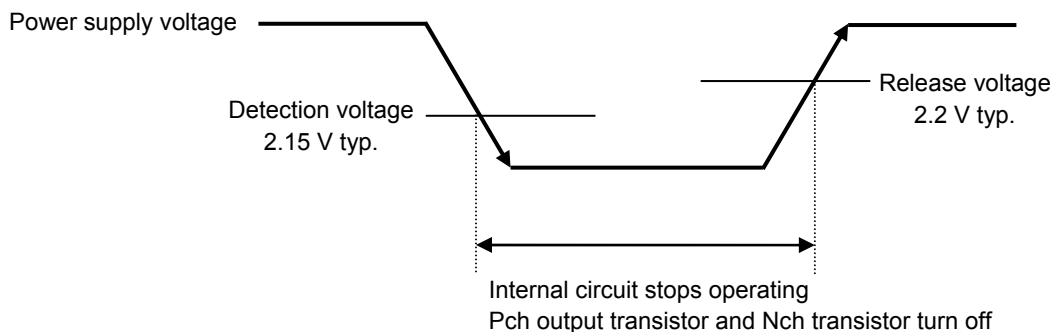 Power supply voltage
Detection voltage
2.15 V typ.
Release voltage
2.2 V typ.
Internal circuit stops operating
Pch output transistor and Nch transistor turn off